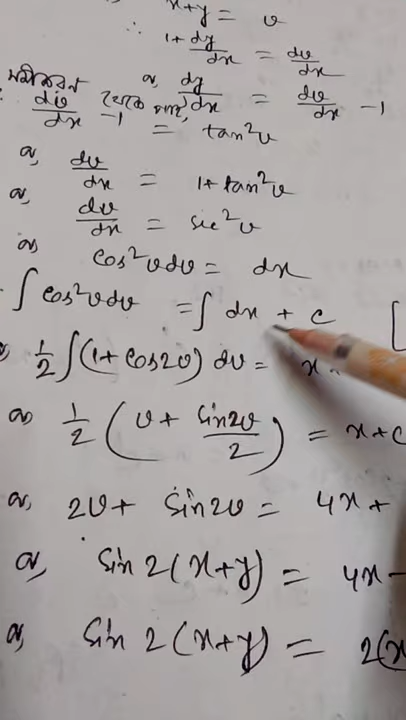 x+y = v
∴ 1+ dy/dx = dv/dx
বা, dy/dx = dv/dx -1
সমীকরণ থেকে পাই,
dv/dx -1 = tan²v
বা, dv/dx = 1+tan²v
বা, dv/dx = sec²v
বা cos²v dv = dx
∫ cos²v dv = ∫ dx + c
বা, 1/2 ∫(1+cos2v) dv = x
বা 1/2 (v + sin2v/2) = x+c
বা, 2v+ sin2v = 4x+
বা, sin 2(x+y) = 4x-
বা, sin 2(x+y) = 2(x